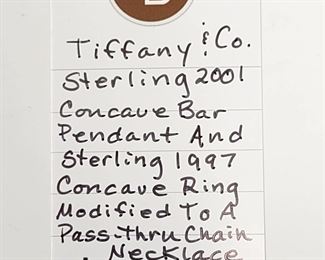 Tiffany & Co.
Sterling 2001
Concave Bar
Pendant And
Sterling 1997
Concave Ring
Modified To A
Pass-thru Chain
Necklace